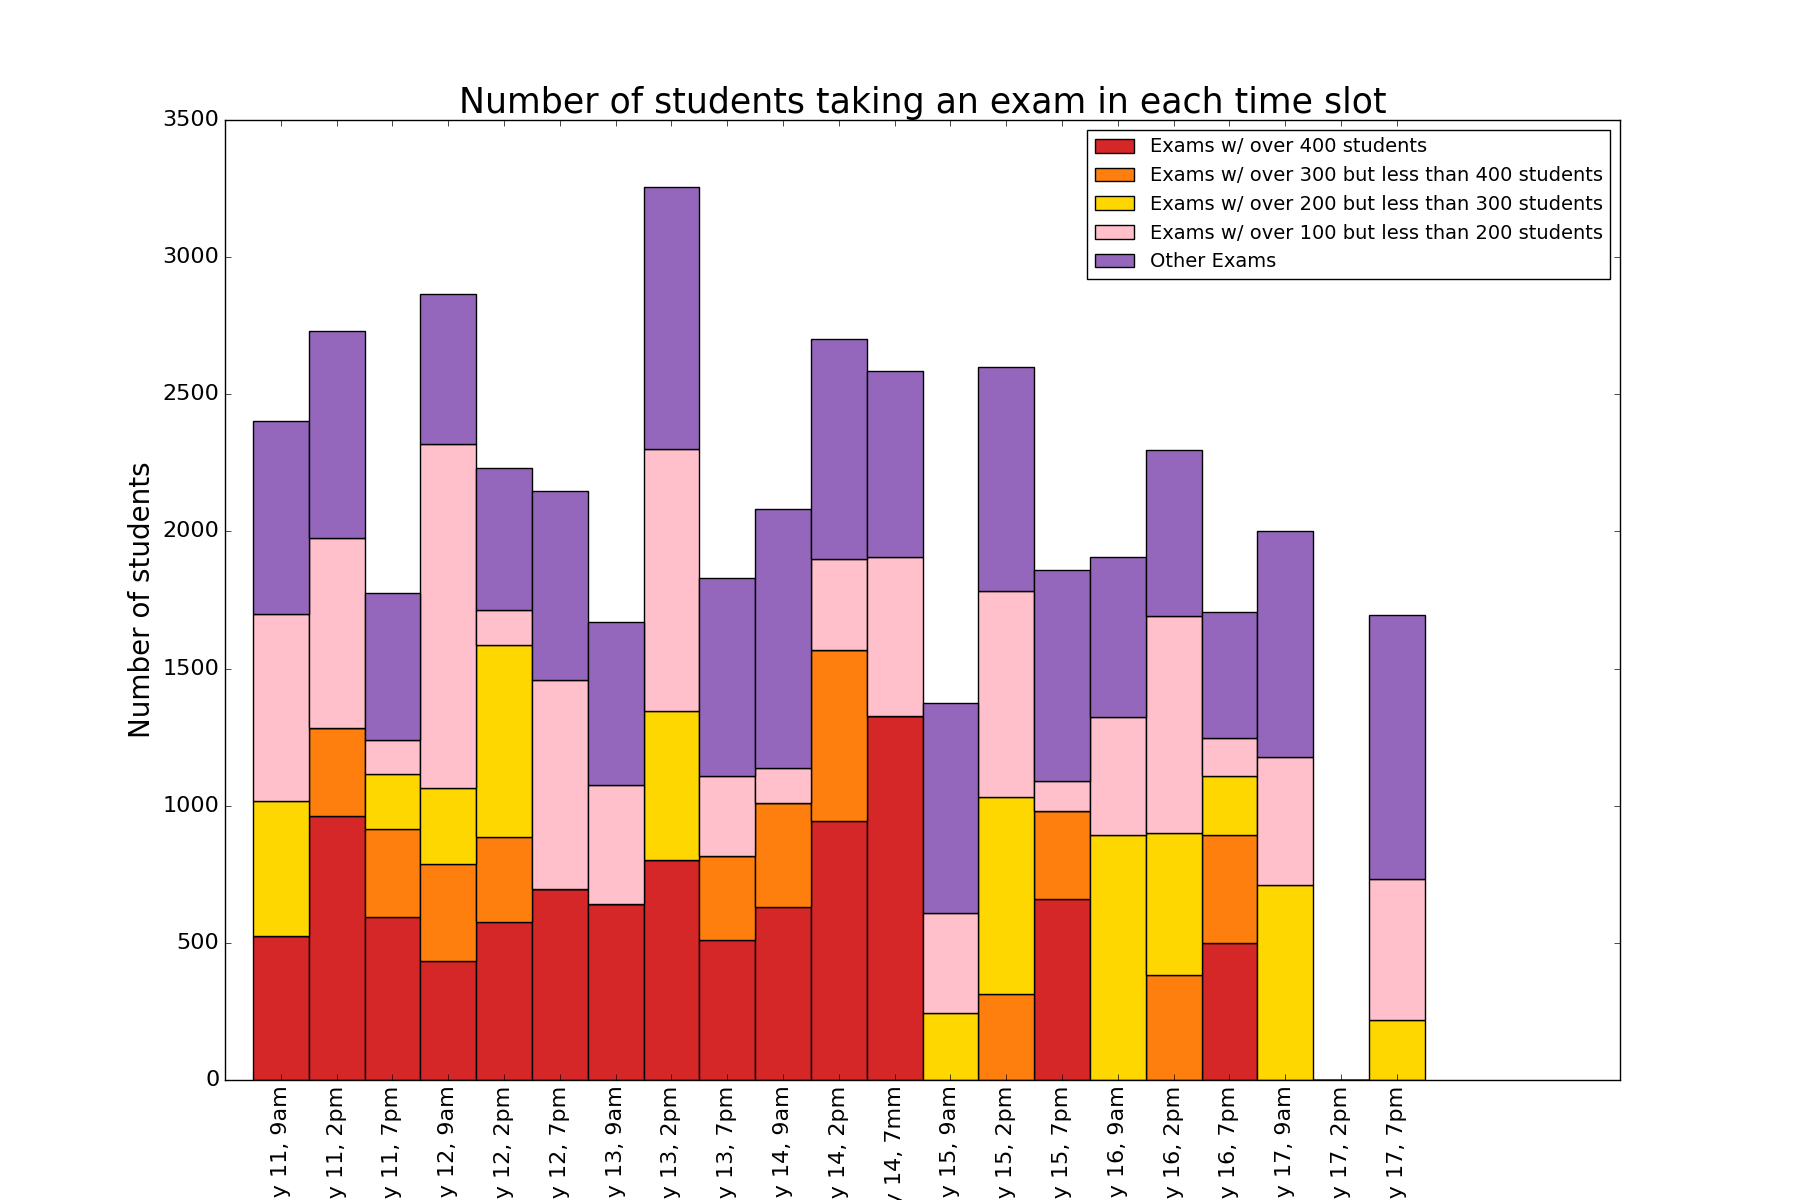 Number of students taking an exam in each time slot
Exams w/ over 400 students
Exams w/ over 300 but less than 400 students
Exams w/ over 200 but less than 300 students
Exams w/ over 100 but less than 200 students
Other Exams
Number of students
3500
3000
2500
2000
1500
1000
500
0
y 11, 9am
y 11, 2pm
y 11, 7pm
y 12, 9am
y 12, 2pm
y 12, 7pm
y 13, 9am
y 13, 2pm
y 13, 7pm
y 14, 9am
y 14, 2pm
y 14, 7mm
y 15, 9am
y 15, 2pm
y 15, 7pm
y 16, 9am
y 16, 2pm
y 16, 7pm
y 17, 9am
y 17, 2pm
y 17, 7pm